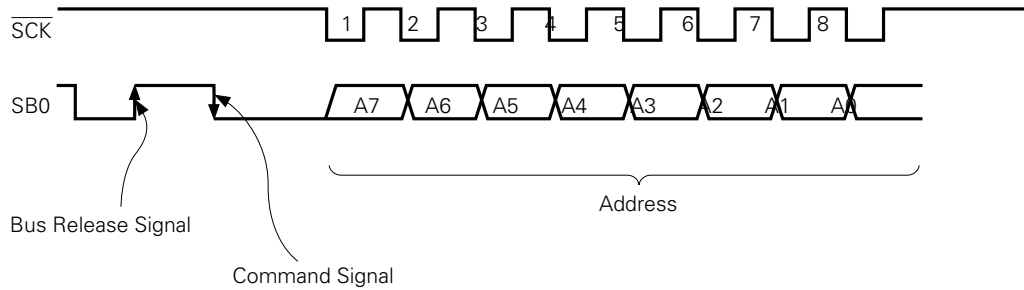 SCK 1 2 3 4 5 6 7 8
SB0 A7 A6 A5 A4 A3 A2 A1 A0
Address
Bus Release Signal
Command Signal